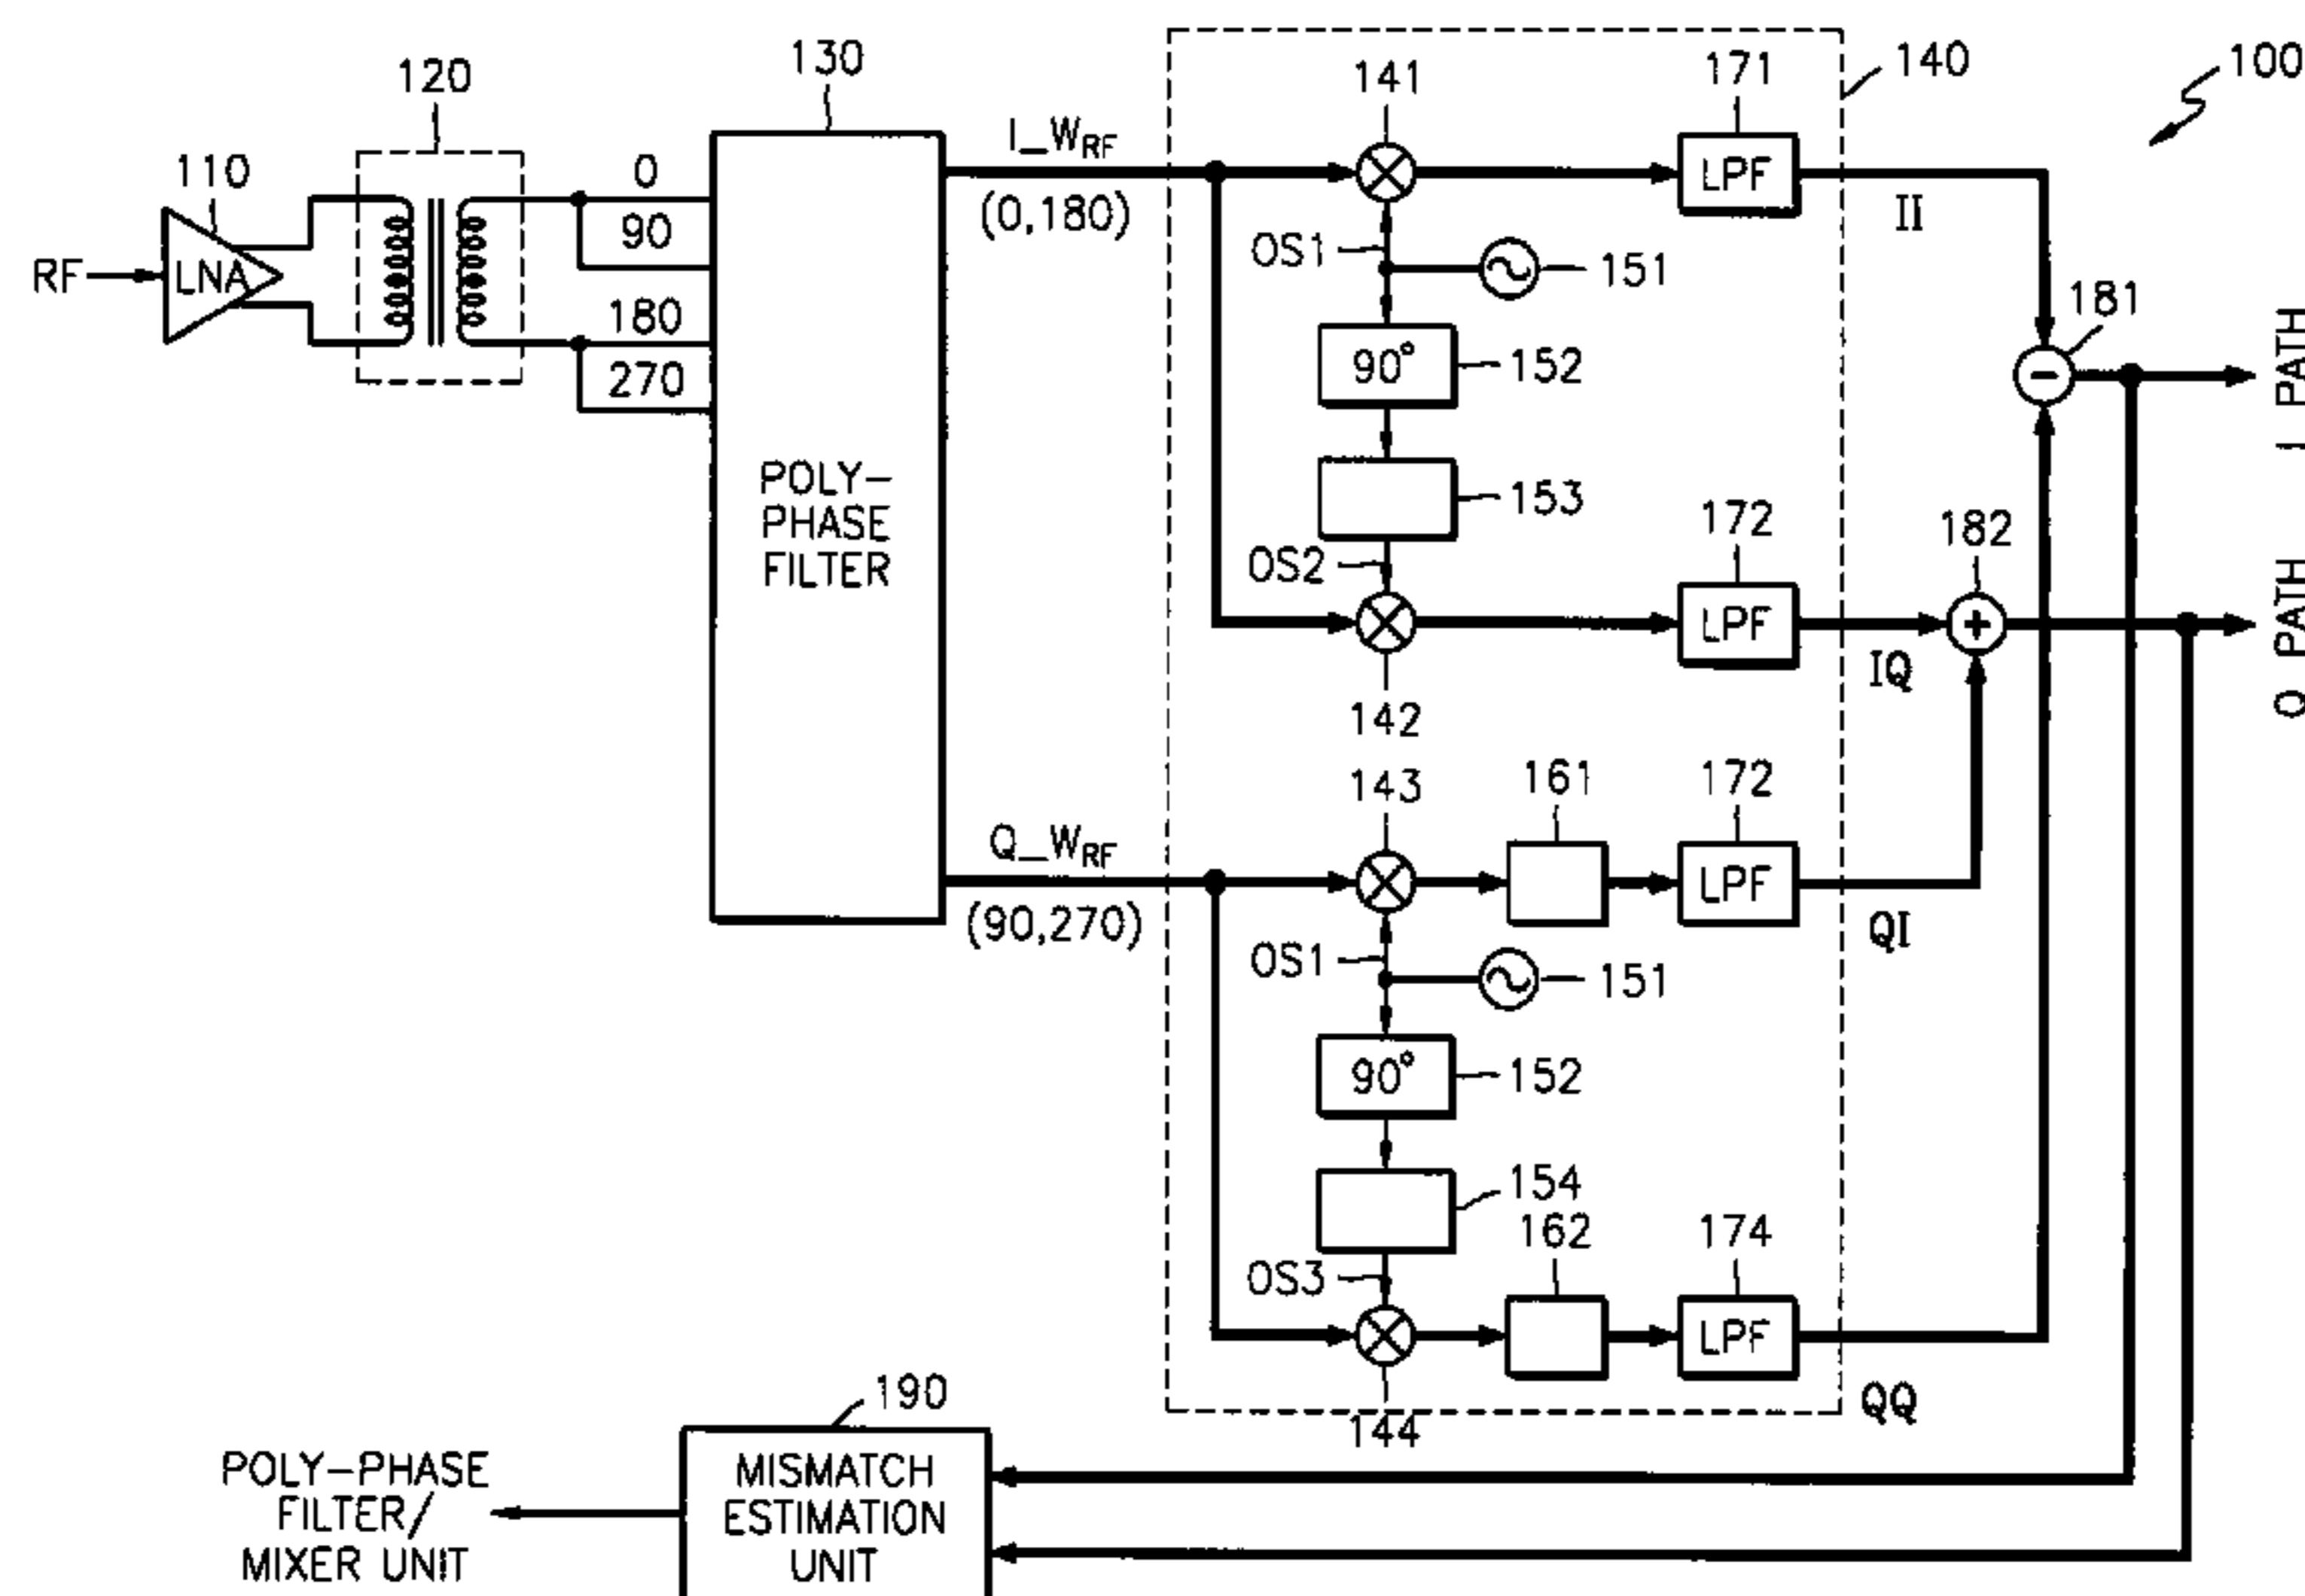 100
130
140
120
141
171
I_WRF
110
0
(0,180)
LPF
II
90
OS1
151
RF
LNA
181
180
90°
152
270
I PATH
POLY-
PHASE
FILTER
153
172
182
OS2
LPF
IQ
Q PATH
142
143
161
172
Q_WRF
LPF
(90,270)
QI
OS1
151
90°
152
154
162
174
OS3
LPF
QQ
144
190
POLY-PHASE
FILTER/
MIXER UNIT
MISMATCH
ESTIMATION
UNIT